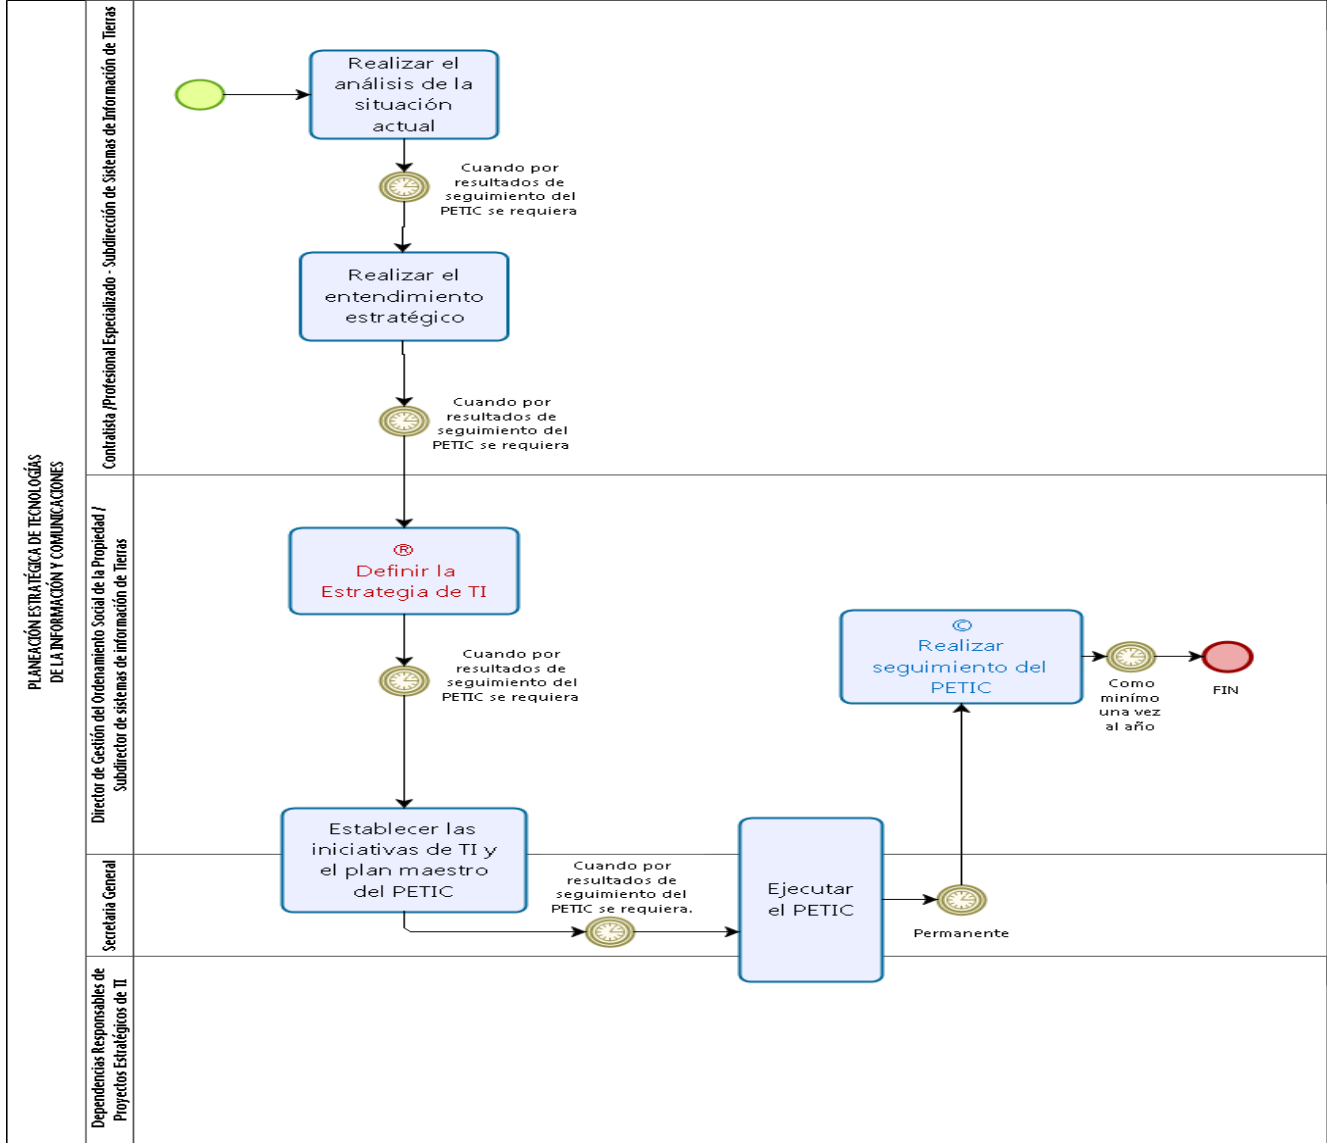 PLANEACIÓN ESTRATÉGICA DE TECNOLOGÍAS
DE LA INFORMACIÓN Y COMUNICACIONES
Contratista /Profesional Especializado - Subdirección de Sistemas de Información de Tierras
Realizar el
análisis de la
situación
actual
Cuando por
resultados de
seguimiento del
PETIC se requiera
Realizar el
entendimiento
estratégico
Cuando por
resultados de
seguimiento del
PETIC se requiera
Director de Gestión del Ordenamiento Social de la Propiedad /
Subdirector de sistemas de información de Tierras
®
Definir la
Estrategia de TI
Cuando por
resultados de
seguimiento del
PETIC se requiera
©
Realizar
seguimiento del
PETIC
Como
minímo
una vez
al año
FIN
Establecer las
iniciativas de TI y
el plan maestro
del PETIC
Secretaria General
Cuando por
resultados de
seguimiento del
PETIC se requiera.
Ejecutar
el PETIC
Permanente
Dependencias Responsables de
Proyectos Estratégicos de TI